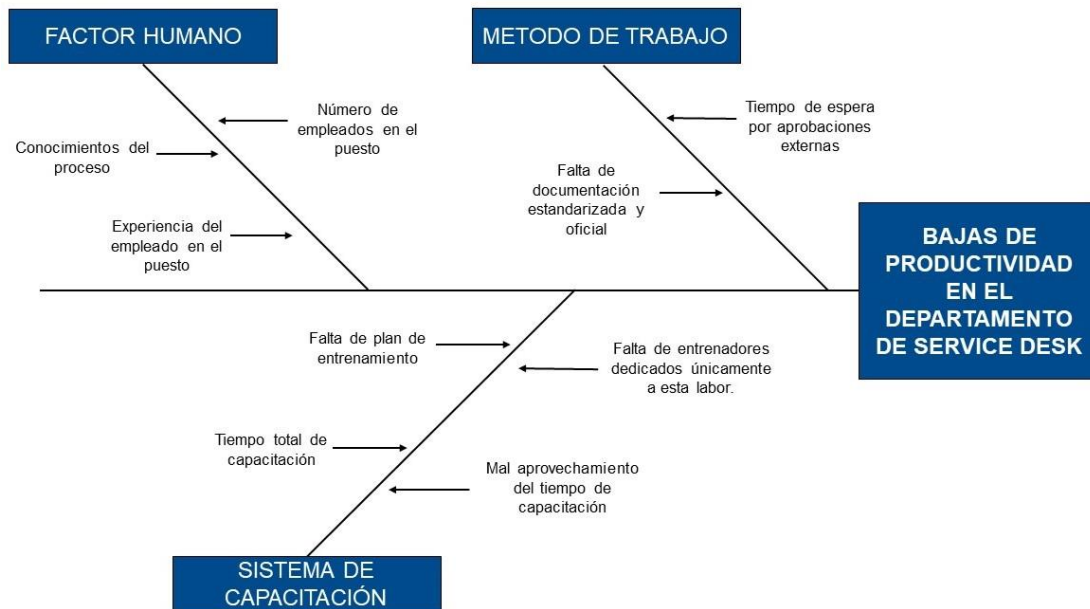 FACTOR HUMANO
METODO DE TRABAJO
Número de
empleados en el
puesto
Conocimientos del
proceso
Experiencia del
empleado en el
puesto
Tiempo de espera
por aprobaciones
externas
Falta de
documentación
estandarizada y
oficial
BAJAS DE
PRODUCTIVIDAD
EN EL
DEPARTAMENTO
DE SERVICE DESK
Falta de plan de
entrenamiento
Falta de entrenadores
dedicados únicamente
a esta labor.
Tiempo total de
capacitación
Mal aprovechamiento
del tiempo de
capacitación
SISTEMA DE
CAPACITACIÓN